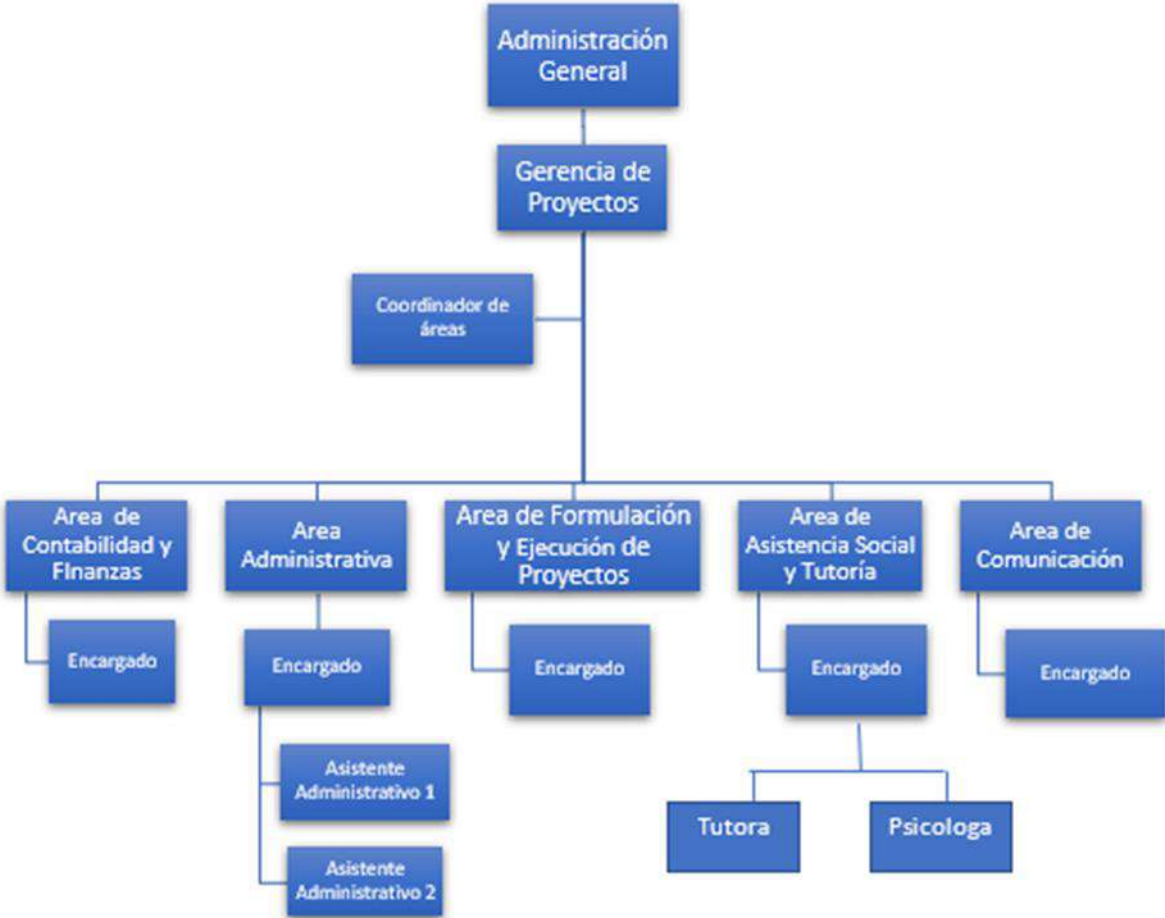 Administración
General
Gerencia de
Proyectos
Coordinador de
áreas
Area de
Contabilidad y
FInanzas
Area
Administrativa
Area de Formulación
y Ejecución de
Proyectos
Area de
Asistencia Social
y Tutoría
Area de
Comunicación
Encargado
Encargado
Encargado
Encargado
Encargado
Asistente
Administrativo 1
Asistente
Administrativo 2
Tutora
Psicologa